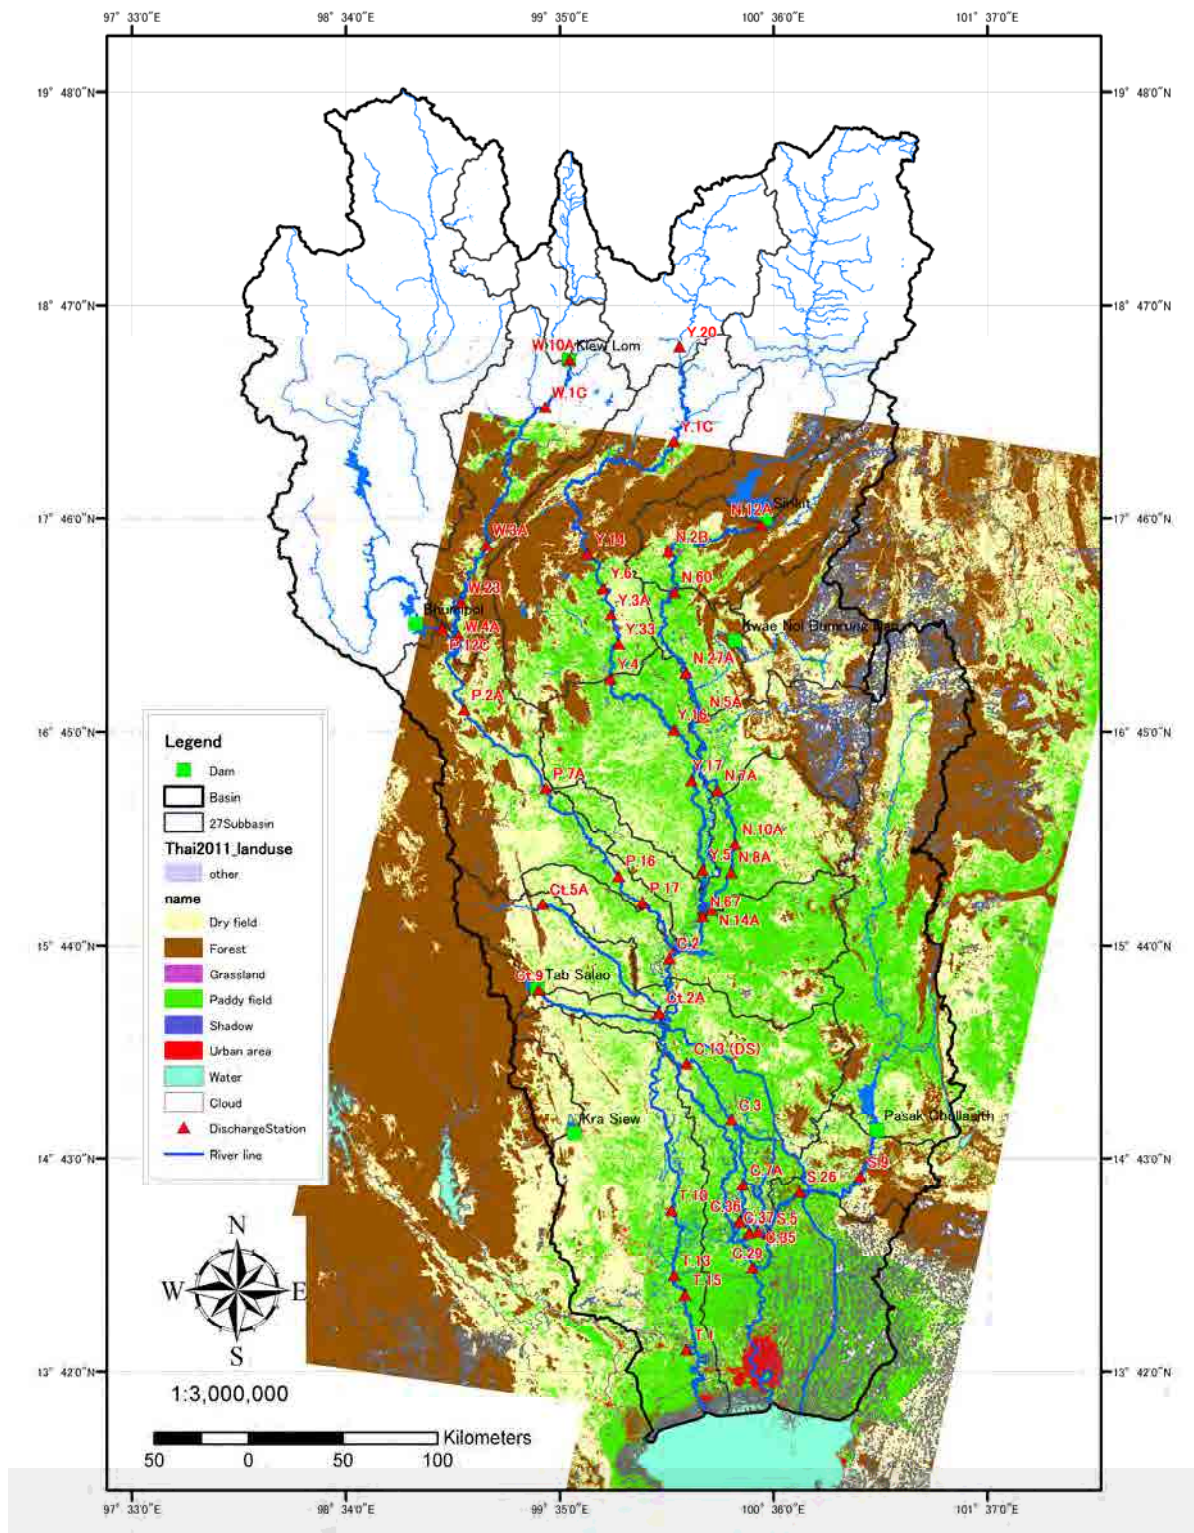 97° 33'0"E 98° 34'0"E 99° 35'0"E 100° 36'0"E 101° 37'0"E
19° 48'0"N 19° 48'0"N
18° 47'0"N 18° 47'0"N
Y.20
W.10A Kiew Lom
W.1C
Y.1C
17° 46'0"N 17° 46'0"N
Sirikit
N.12A
W.3A
Y.14
N.2B
Y.6
N.60
W.23
Y.3A
Bhumipol
W.4A
Y.33
Kwae Noi Bumrung Dan
P.12C
Y.4
N.27A
P.2A
N.5A
Y.16
16° 45'0"N 16° 45'0"N
Legend
Dam
Basin
27Subbasin
Thai2011_landuse
other
name
Dry field
Forest
Grassland
Paddy field
Shadow
Urban area
Water
Cloud
DischargeStation
River line
Y.17
P.7A
N.7A
N.10A
Y.5
N.8A
P.16
Ct.5A
P.17
N.67
N.14A
15° 44'0"N 15° 44'0"N
C.2
Ct.9 Tab Salao
Ct.2A
C.13 (DS)
C.3
Kra Siew
Pasak Chollasith
14° 43'0"N 14° 43'0"N
S.9
C.7A
S.26
T.10
C.36
C.37
S.5
C.35
C.29
T.13
T.15
T.1
13° 42'0"N 13° 42'0"N
N
W E
S
1:3,000,000
Kilometers
50 0 50 100
97° 33'0"E 98° 34'0"E 99° 35'0"E 100° 36'0"E 101° 37'0"E